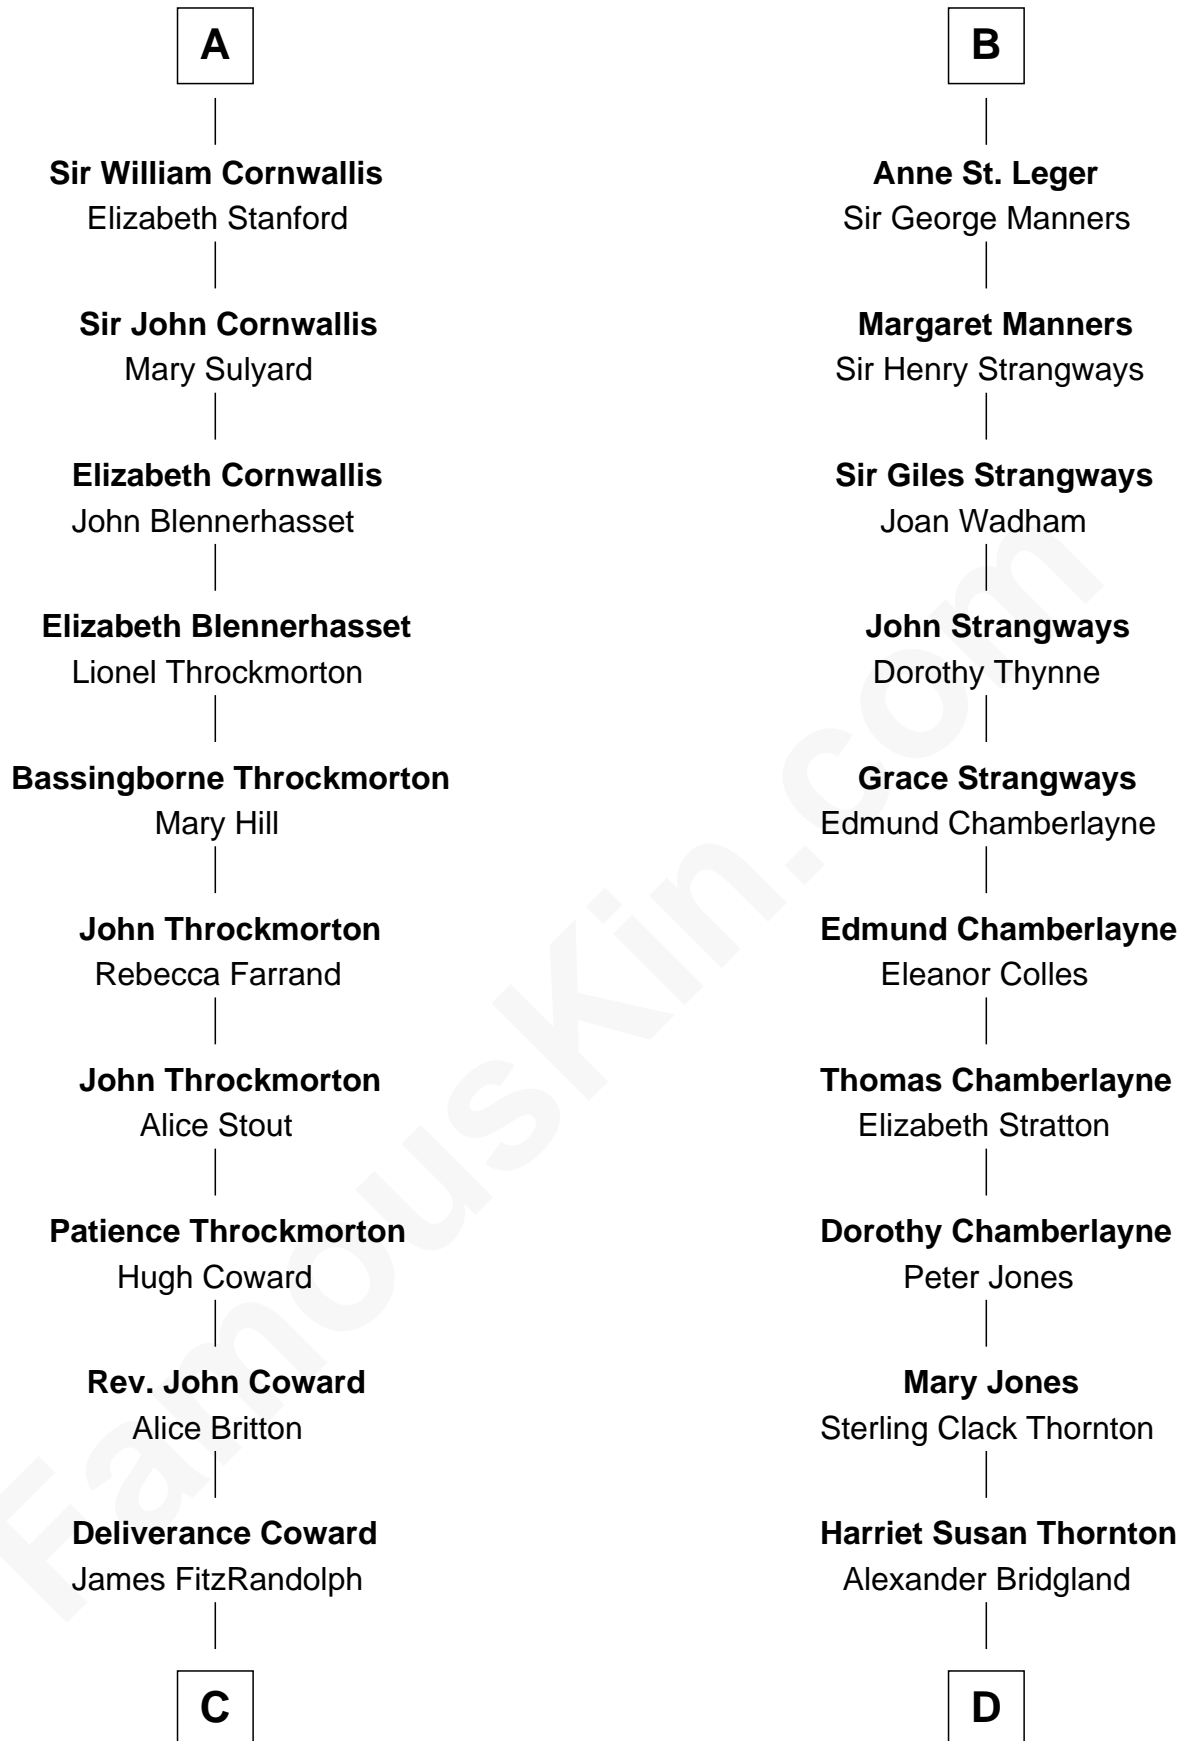 A
Sir William Cornwallis
Elizabeth Stanford
Sir John Cornwallis
Mary Sulyard
Elizabeth Cornwallis
John Blennerhasset
Elizabeth Blennerhasset
Lionel Throckmorton
Bassingborne Throckmorton
Mary Hill
John Throckmorton
Rebecca Farrand
John Throckmorton
Alice Stout
Patience Throckmorton
Hugh Coward
Rev. John Coward
Alice Britton
Deliverance Coward
James FitzRandolph
C
B
Anne St. Leger
Sir George Manners
Margaret Manners
Sir Henry Strangways
Sir Giles Strangways
Joan Wadham
John Strangways
Dorothy Thynne
Grace Strangways
Edmund Chamberlayne
Edmund Chamberlayne
Eleanor Colles
Thomas Chamberlayne
Elizabeth Stratton
Dorothy Chamberlayne
Peter Jones
Mary Jones
Sterling Clack Thornton
Harriet Susan Thornton
Alexander Bridgland
D
FamousKin.com